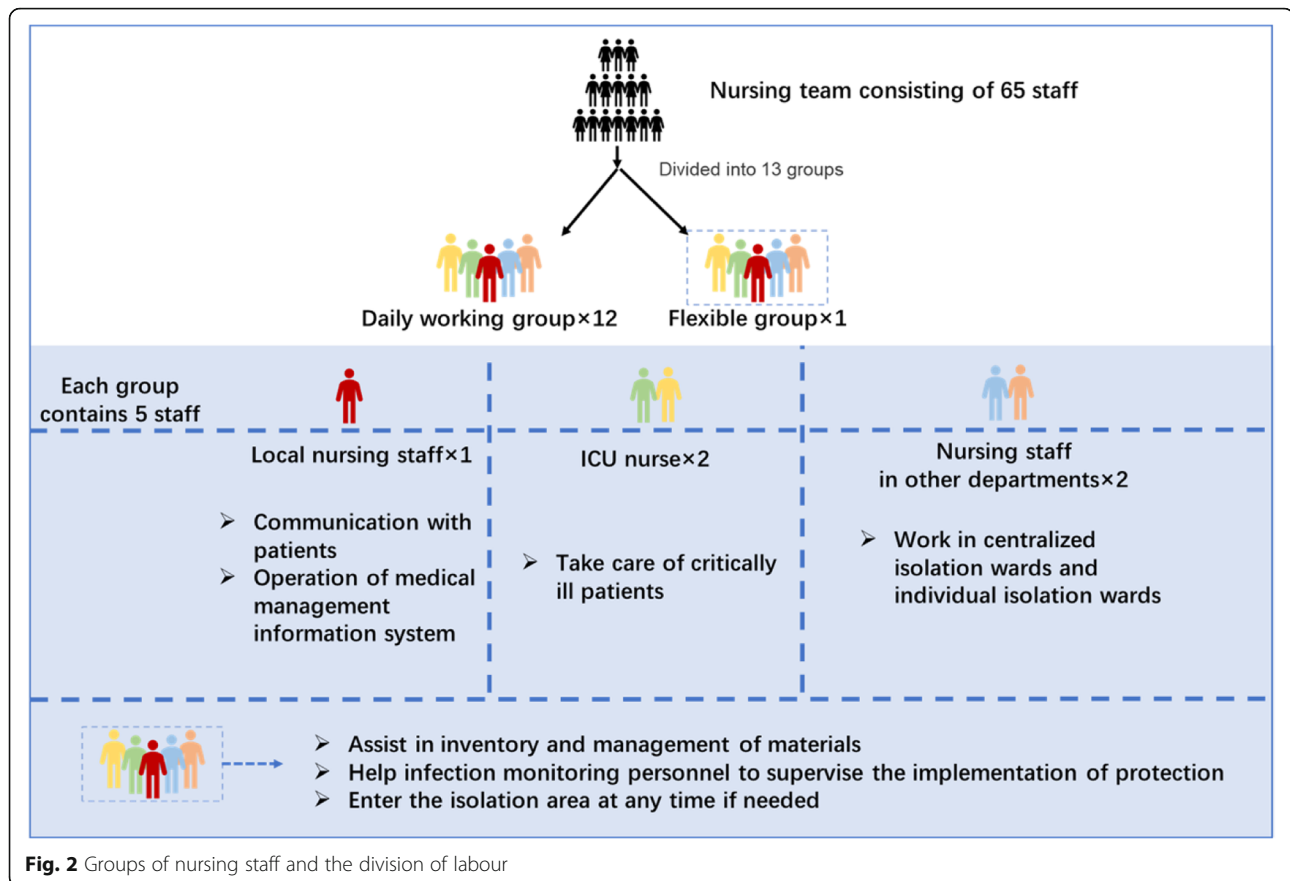 Nursing team consisting of 65 staff
Divided into 13 groups
Daily working group×12
Flexible group×1
Each group
contains 5 staff
Local nursing staff×1
➢ Communication with
patients
➢ Operation of medical
management
information system
ICU nurse×2
➢ Take care of critically
ill patients
Nursing staff
in other departments×2
➢ Work in centralized
isolation wards and
individual isolation wards
➢ Assist in inventory and management of materials
➢ Help infection monitoring personnel to supervise the implementation of protection
➢ Enter the isolation area at any time if needed
Fig. 2 Groups of nursing staff and the division of labour